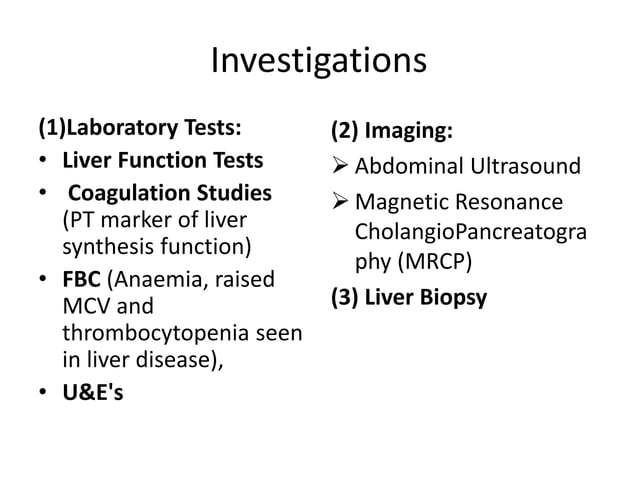 Investigations
(1)Laboratory Tests:
• Liver Function Tests
• Coagulation Studies
(PT marker of liver
synthesis function)
• FBC (Anaemia, raised
MCV and
thrombocytopenia seen
in liver disease),
• U&E's
(2) Imaging:
➢ Abdominal Ultrasound
➢ Magnetic Resonance
CholangioPancreatogra
phy (MRCP)
(3) Liver Biopsy